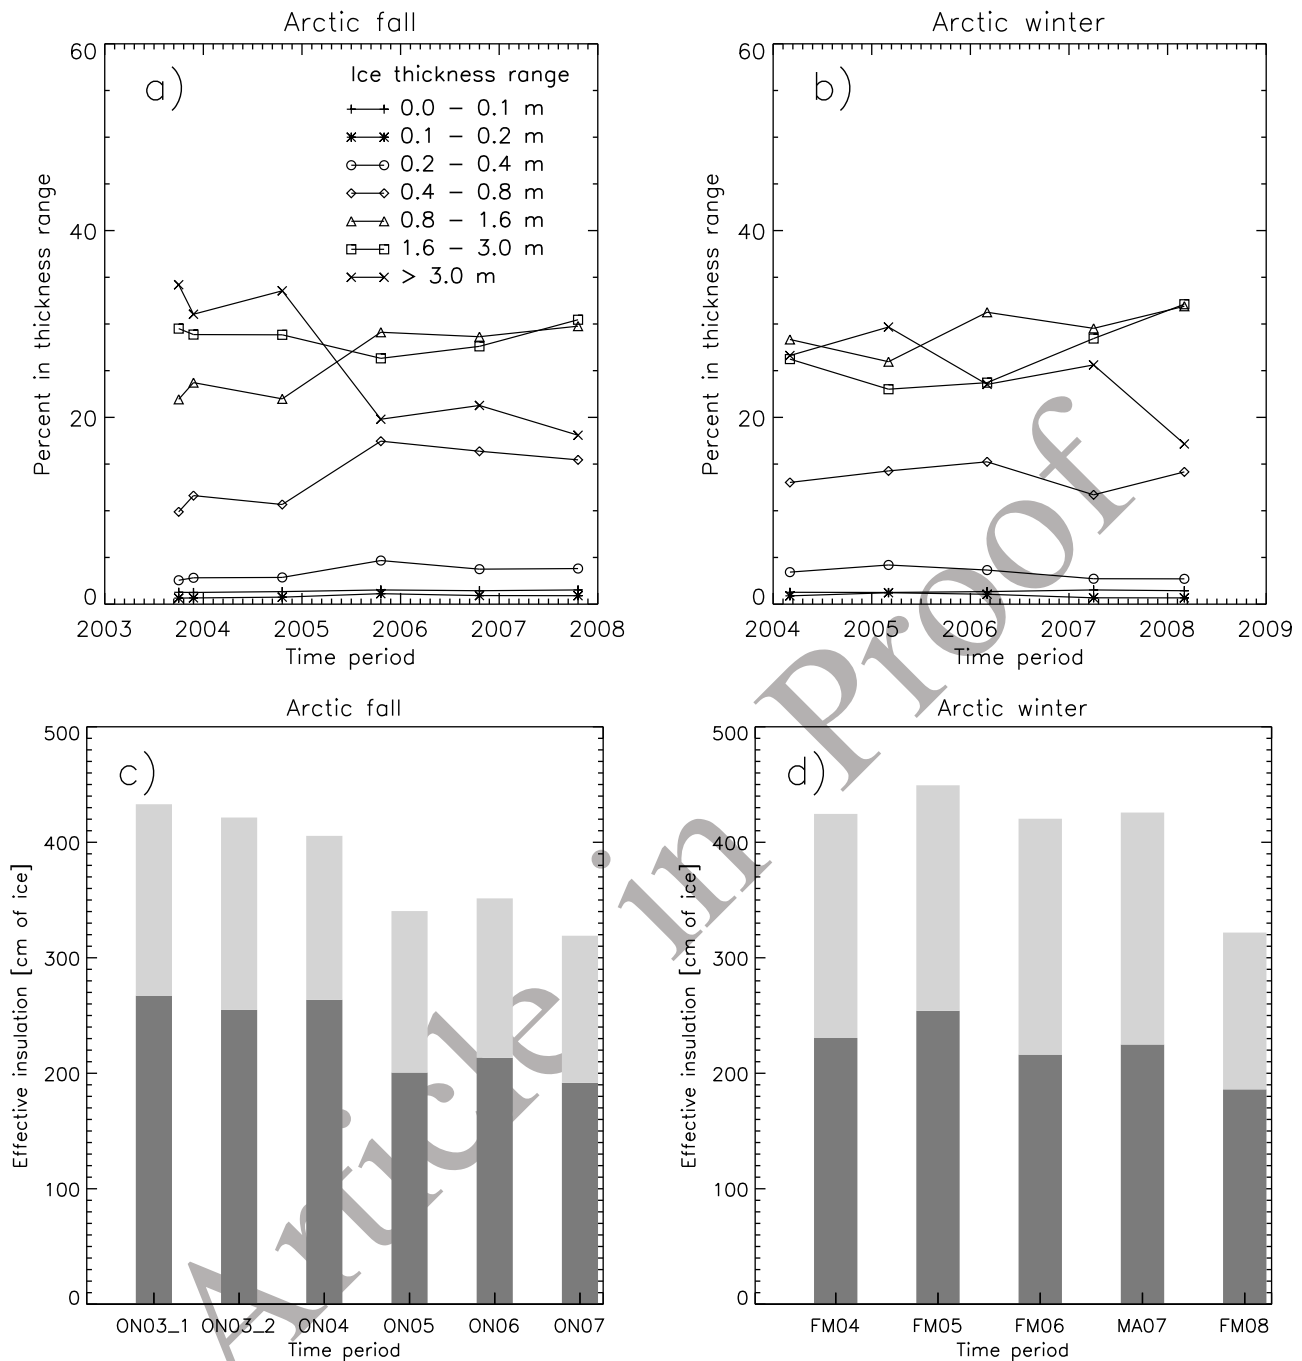 Arctic fall
a)
Ice thickness range
0.0 - 0.1 m
0.1 - 0.2 m
0.2 - 0.4 m
0.4 - 0.8 m
0.8 - 1.6 m
1.6 - 3.0 m
> 3.0 m
60
40
20
0
Percent in thickness range
2003 2004 2005 2006 2007 2008
Time period
Arctic winter
b)
60
40
20
0
Percent in thickness range
2004 2005 2006 2007 2008 2009
Time period
Arctic fall
c)
500
400
300
200
100
0
Effective insulation [cm of ice]
ON03_1 ON03_2 ON04 ON05 ON06 ON07
Time period
Arctic winter
d)
500
400
300
200
100
0
Effective insulation [cm of ice]
FM04 FM05 FM06 MA07 FM08
Time period
Article in Proof